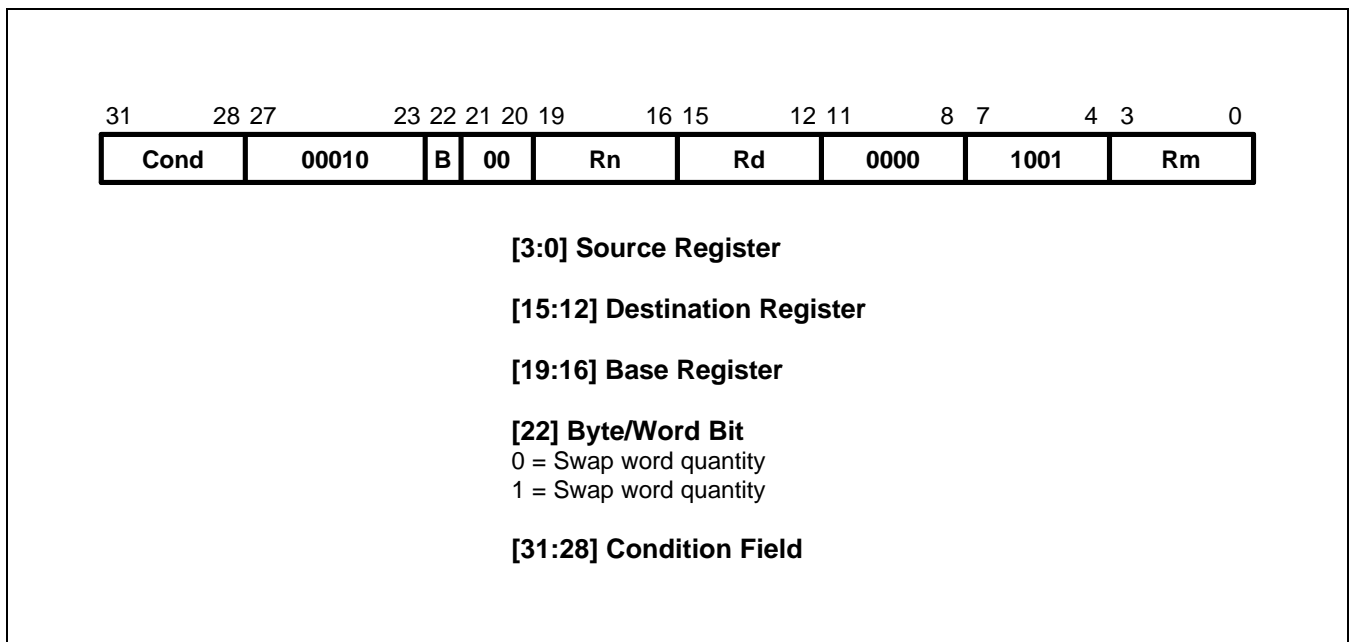 31 28 27 23 22 21 20 19 16 15 12 11 8 7 4 3 0
Cond 00010 B 00 Rn Rd 0000 1001 Rm
[3:0] Source Register
[15:12] Destination Register
[19:16] Base Register
[22] Byte/Word Bit
0 = Swap word quantity
1 = Swap word quantity
[31:28] Condition Field